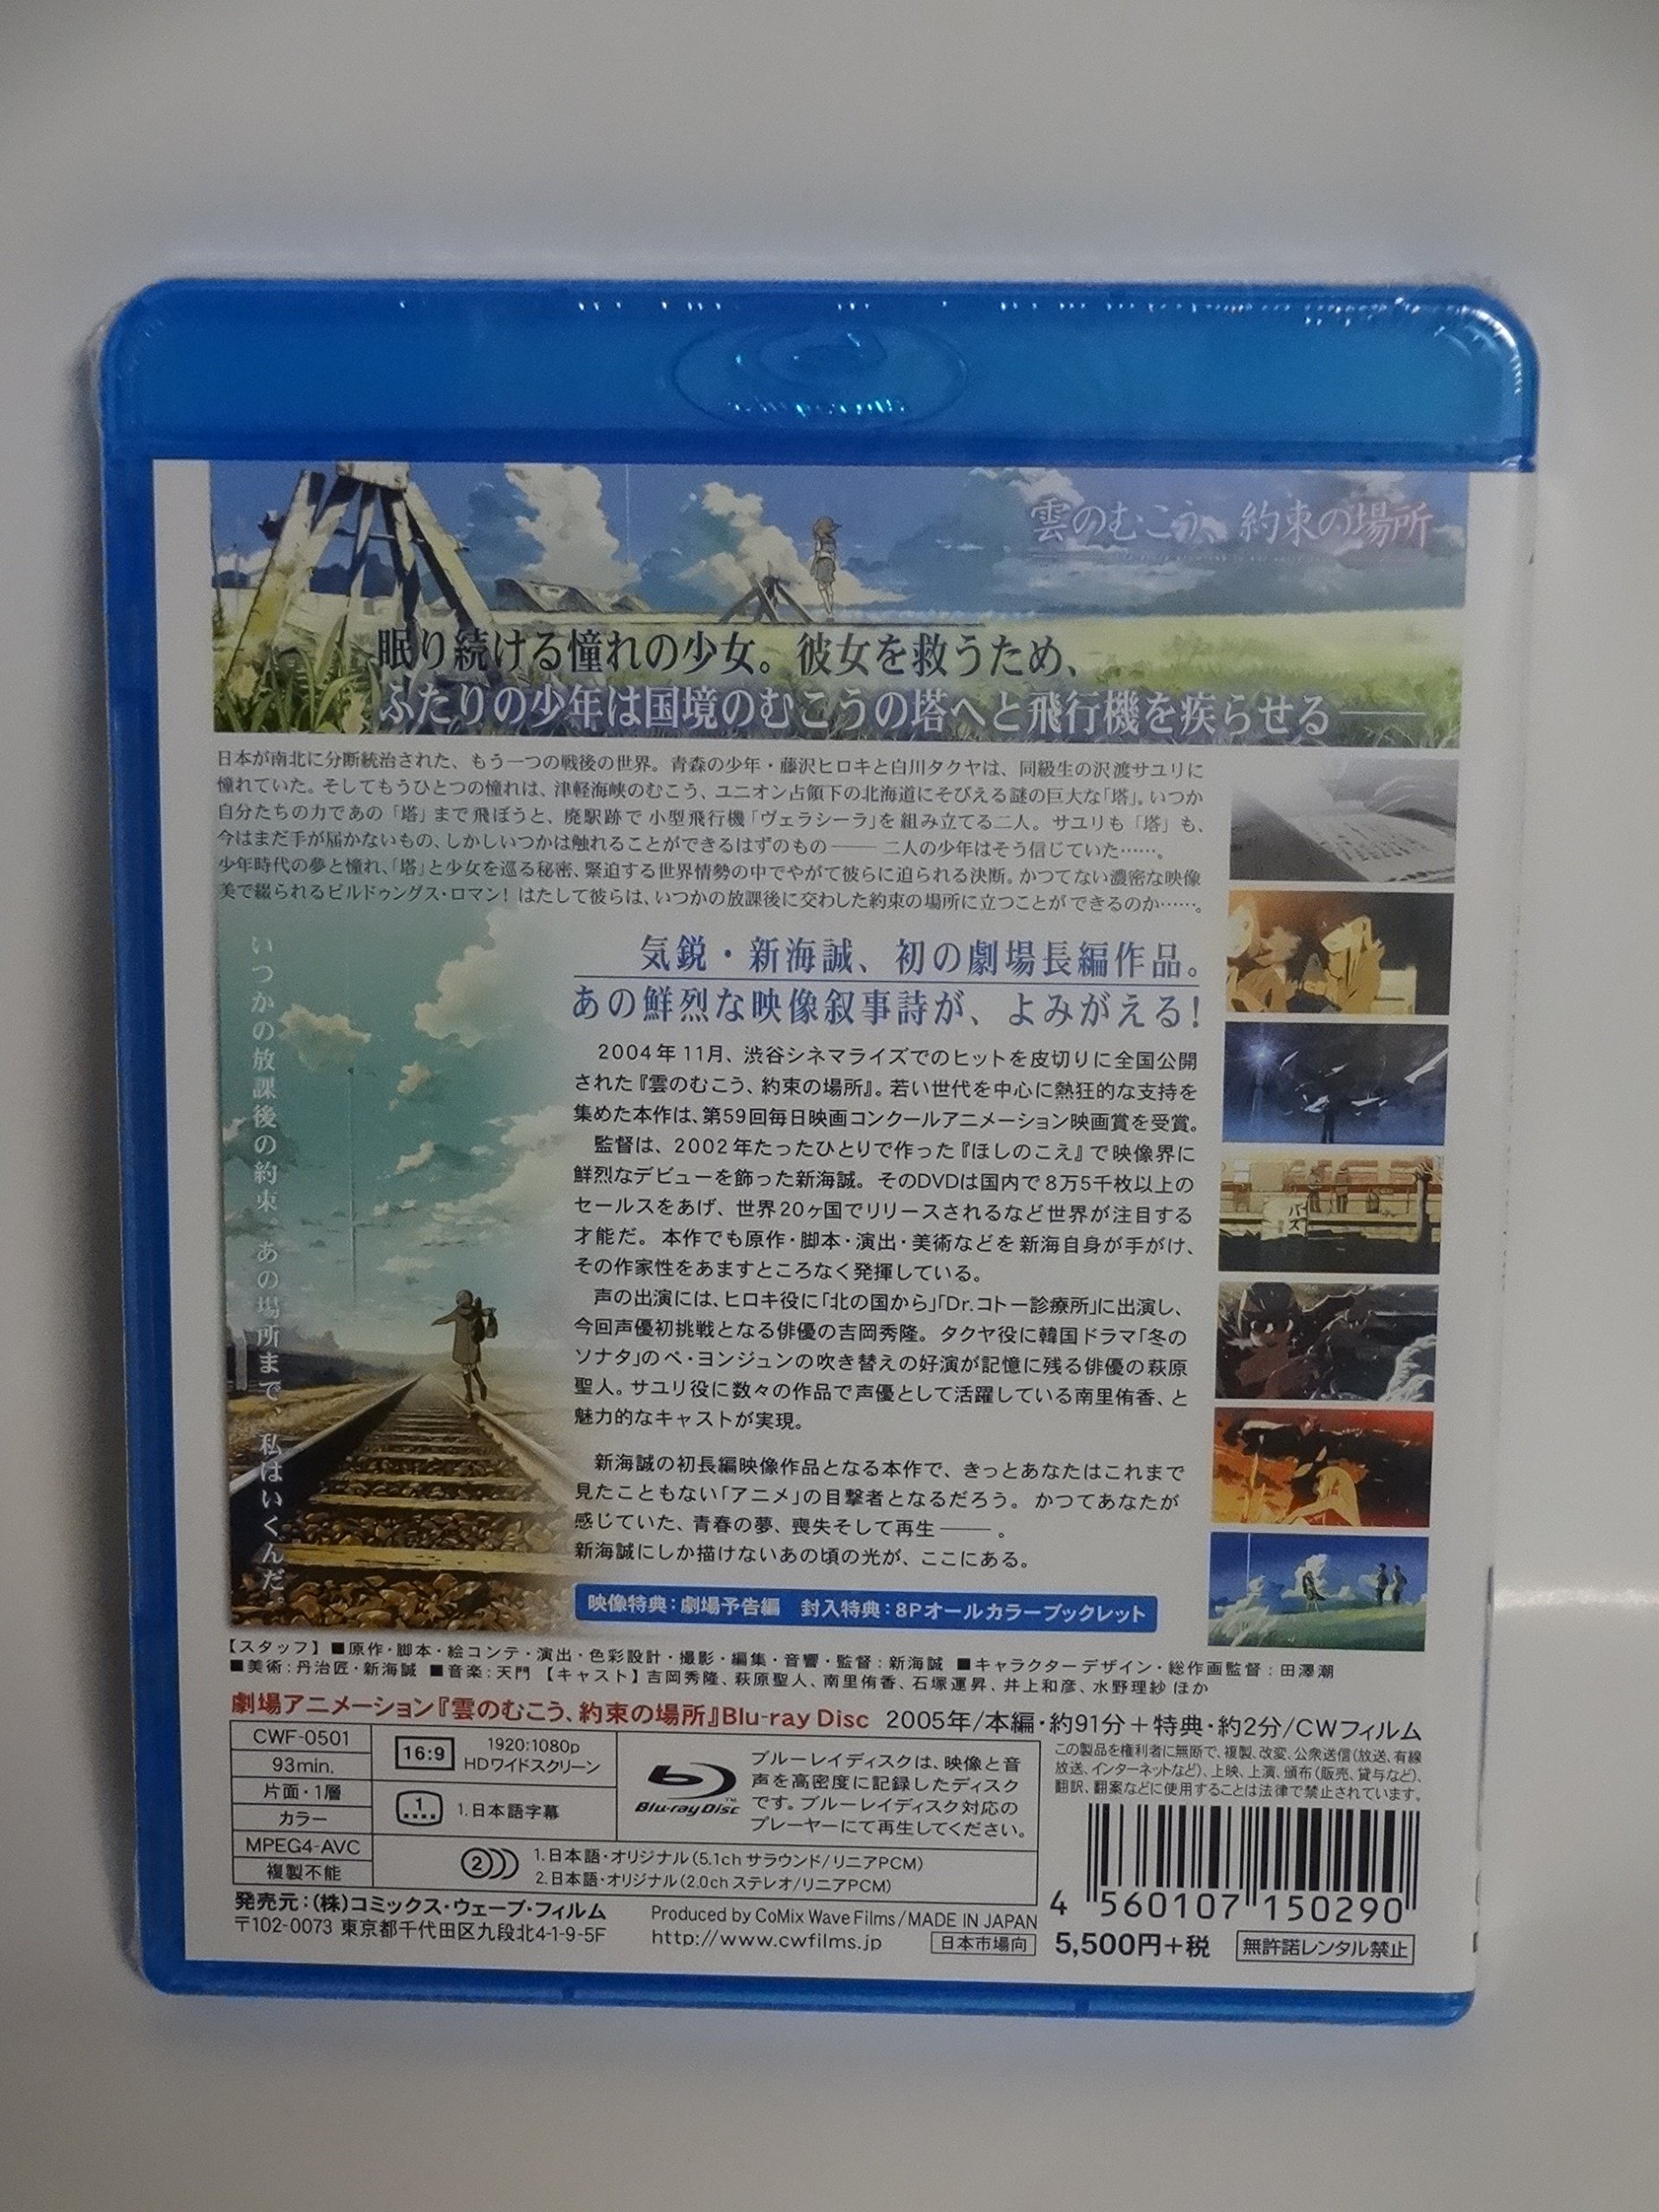 雲のむこう、約束の場所
眠り続ける憧れの少女。彼女を救うため、
ふたりの少年は国境のむこうの塔へと飛行機を疾らせる――
日本が南北に分断統治された、もう一つの戦後の世界。青森の少年・藤沢ヒロキと白川タクヤは、同級生の沢渡サユリに
憧れていた。そしてもうひとつの憧れは、津軽海峡のむこう、ユニオン占領下の北海道にそびえる謎の巨大な「塔」。いつか
自分たちの力であの「塔」まで飛ぼうと、廃駅跡で小型飛行機「ヴェラシーラ」を組み立てる二人。サユリも「塔」も、
今はまだ手が届かないもの、しかしいつかは触れることができるはずのもの―― 二人の少年はそう信じていた……。
少年時代の夢と憧れ、「塔」と少女を巡る秘密、緊迫する世界情勢の中でやがて彼らに迫られる決断。かつてない濃密な映像
美で綴られるビルドゥングス・ロマン! はたして彼らは、いつかの放課後に交わした約束の場所に立つことができるのか……。
いつかの放課後の約束、あの場所まで、私はいくんだ。
気鋭・新海誠、初の劇場長編作品。
あの鮮烈な映像叙事詩が、よみがえる!
2004年11月、渋谷シネマライズでのヒットを皮切りに全国公開
された『雲のむこう、約束の場所』。若い世代を中心に熱狂的な支持を
集めた本作は、第59回毎日映画コンクールアニメーション映画賞を受賞。
監督は、2002年たったひとりで作った『ほしのこえ』で映像界に
鮮烈なデビューを飾った新海誠。そのDVDは国内で8万5千枚以上の
セールスをあげ、世界20ヶ国でリリースされるなど世界が注目する
才能だ。本作でも原作・脚本・演出・美術などを新海自身が手がけ、
その作家性をあますところなく発揮している。
声の出演には、ヒロキ役に「北の国から」「Dr.コトー診療所」に出演し、
今回声優初挑戦となる俳優の吉岡秀隆。タクヤ役に韓国ドラマ「冬の
ソナタ」のペ・ヨンジュンの吹き替えの好演が記憶に残る俳優の萩原
聖人。サユリ役に数々の作品で声優として活躍している南里侑香、と
魅力的なキャストが実現。
新海誠の初長編映像作品となる本作で、きっとあなたはこれまで
見たこともない「アニメ」の目撃者となるだろう。かつてあなたが
感じていた、青春の夢、喪失そして再生――。
新海誠にしか描けないあの頃の光が、ここにある。
映像特典：劇場予告編 封入特典：8Pオールカラーブックレット
【スタッフ】■原作・脚本・絵コンテ・演出・色彩設計・撮影・編集・音響・監督：新海誠 ■キャラクターデザイン・総作画監督：田澤潮
■美術：丹治匠・新海誠 ■音楽：天門 【キャスト】吉岡秀隆、萩原聖人、南里侑香、石塚運昇、井上和彦、水野理紗 ほか
劇場アニメーション『雲のむこう、約束の場所』Blu-ray Disc 2005年/本編・約91分＋特典・約2分/CWフィルム
CWF-0501
93min.
片面・1層
カラー
MPEG4-AVC
複製不能
16:9
1920:1080p
HDワイドスクリーン
1
1.日本語字幕
2
1.日本語・オリジナル(5.1ch サラウンド/リニアPCM)
2.日本語・オリジナル(2.0ch ステレオ/リニアPCM)
Blu-ray Disc™
ブルーレイディスクは、映像と音
声を高密度に記録したディスク
です。ブルーレイディスク対応の
プレーヤーにて再生してください。
この製品を権利者に無断で、複製、改変、公衆送信(放送、有線
放送、インターネットなど)、上映、上演、頒布(販売、貸与など)、
翻訳、翻案などに使用することは法律で禁止されています。
4 560107 150290
発売元：(株)コミックス・ウェーブ・フィルム
〒102-0073 東京都千代田区九段北4-1-9-5F
Produced by CoMix Wave Films/MADE IN JAPAN
http://www.cwfilms.jp
日本市場向
5,500円＋税
無許諾レンタル禁止